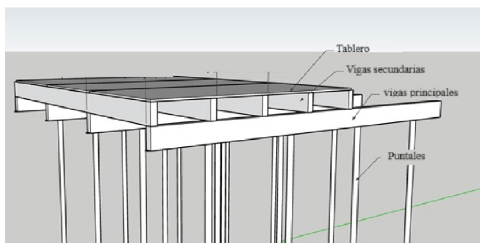 Tablero
Vigas secundarias
vigas principales
Puntales